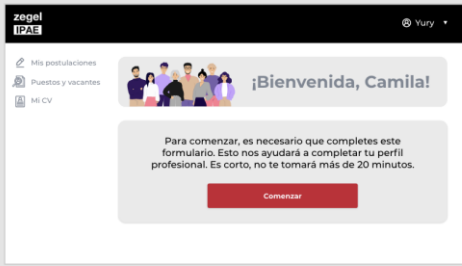 zegel
IPAE
Yury
Mis postulaciones
Puestos y vacantes
Mi CV
¡Bienvenida, Camila!
Para comenzar, es necesario que completes este
formulario. Esto nos ayudará a completar tu perfil
profesional. Es corto, no te tomará más de 20 minutos.
Comenzar